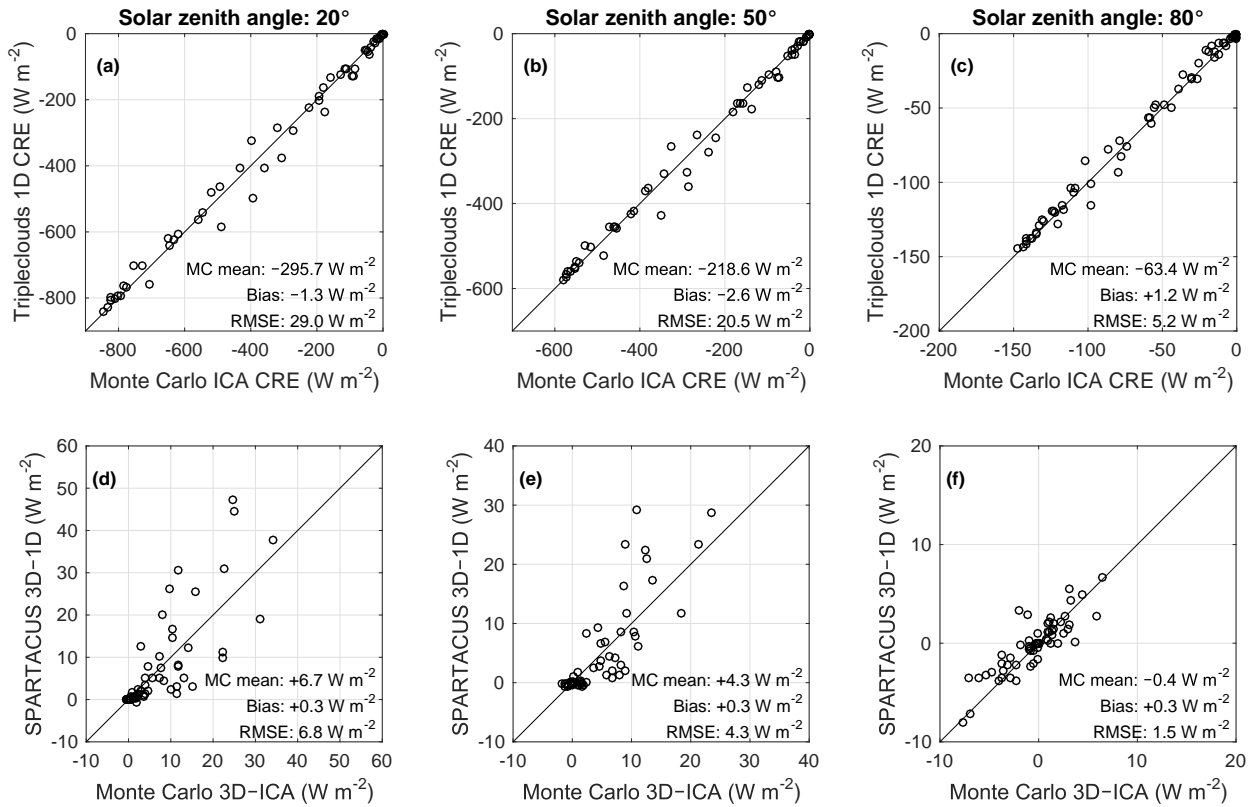 Solar zenith angle: 20°
(a)
Tripleclouds 1D CRE (W m⁻²)
0
-200
-400
-600
-800
MC mean: −295.7 W m⁻²
Bias: −1.3 W m⁻²
RMSE: 29.0 W m⁻²
-800 -600 -400 -200 0
Monte Carlo ICA CRE (W m⁻²)
Solar zenith angle: 50°
(b)
Tripleclouds 1D CRE (W m⁻²)
0
-200
-400
-600
MC mean: −218.6 W m⁻²
Bias: −2.6 W m⁻²
RMSE: 20.5 W m⁻²
-600 -400 -200 0
Monte Carlo ICA CRE (W m⁻²)
Solar zenith angle: 80°
(c)
Tripleclouds 1D CRE (W m⁻²)
0
-50
-100
-150
-200
MC mean: −63.4 W m⁻²
Bias: +1.2 W m⁻²
RMSE: 5.2 W m⁻²
-200 -150 -100 -50 0
Monte Carlo ICA CRE (W m⁻²)
(d)
SPARTACUS 3D−1D (W m⁻²)
60
50
40
30
20
10
0
-10
MC mean: +6.7 W m⁻²
Bias: +0.3 W m⁻²
RMSE: 6.8 W m⁻²
-10 0 10 20 30 40 50 60
Monte Carlo 3D−ICA (W m⁻²)
(e)
SPARTACUS 3D−1D (W m⁻²)
40
30
20
10
0
-10
MC mean: +4.3 W m⁻²
Bias: +0.3 W m⁻²
RMSE: 4.3 W m⁻²
-10 0 10 20 30 40
Monte Carlo 3D−ICA (W m⁻²)
(f)
SPARTACUS 3D−1D (W m⁻²)
20
10
0
-10
MC mean: −0.4 W m⁻²
Bias: +0.3 W m⁻²
RMSE: 1.5 W m⁻²
-10 0 10 20
Monte Carlo 3D−ICA (W m⁻²)